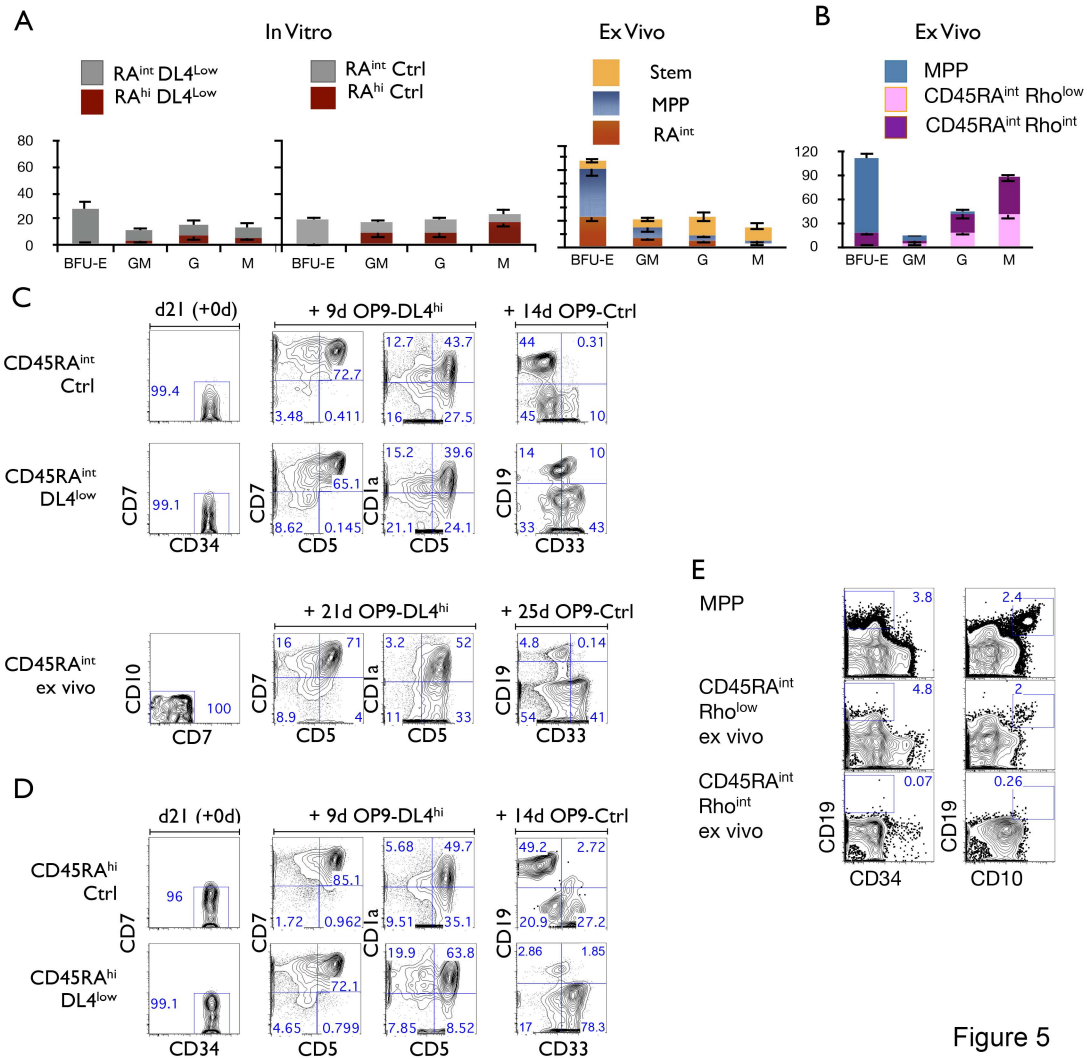 A
In Vitro
Ex Vivo
B
Ex Vivo
RAint DL4Low
RAhi DL4Low
RAint Ctrl
RAhi Ctrl
Stem
MPP
RAint
MPP
CD45RAint Rholow
CD45RAint Rhoint
80
60
40
20
0
BFU-E GM G M
BFU-E GM G M
BFU-E GM G M
120
90
60
30
0
BFU-E GM G M
C
d21 (+0d)
+ 9d OP9-DL4hi
+ 14d OP9-Ctrl
CD45RAint
Ctrl
99.4
72.7
3.48 0.411
12.7 43.7
16 27.5
44 0.31
45 10
CD45RAint
DL4low
99.1
65.1
8.62 0.145
15.2 39.6
21.1 24.1
14 10
33 43
CD7
CD34
CD7
CD5
CD1a
CD5
CD19
CD33
+ 21d OP9-DL4hi
+ 25d OP9-Ctrl
CD45RAint
ex vivo
100
16 71
8.9 4
3.2 52
11 33
4.8 0.14
54 41
CD10
CD7
CD7
CD5
CD1a
CD5
CD19
CD33
D
d21 (+0d)
+ 9d OP9-DL4hi
+ 14d OP9-Ctrl
CD45RAhi
Ctrl
96
85.1
1.72 0.962
5.68 49.7
9.51 35.1
49.2 2.72
20.9 27.2
CD45RAhi
DL4low
99.1
72.1
4.65 0.799
19.9 63.8
7.85 8.52
2.86 1.85
17 78.3
CD7
CD34
CD7
CD5
CD1a
CD5
CD19
CD33
E
MPP
3.8
2.4
CD45RAint
Rholow
ex vivo
4.8
2
CD45RAint
Rhoint
ex vivo
0.07
0.26
CD19
CD34
CD19
CD10
Figure 5